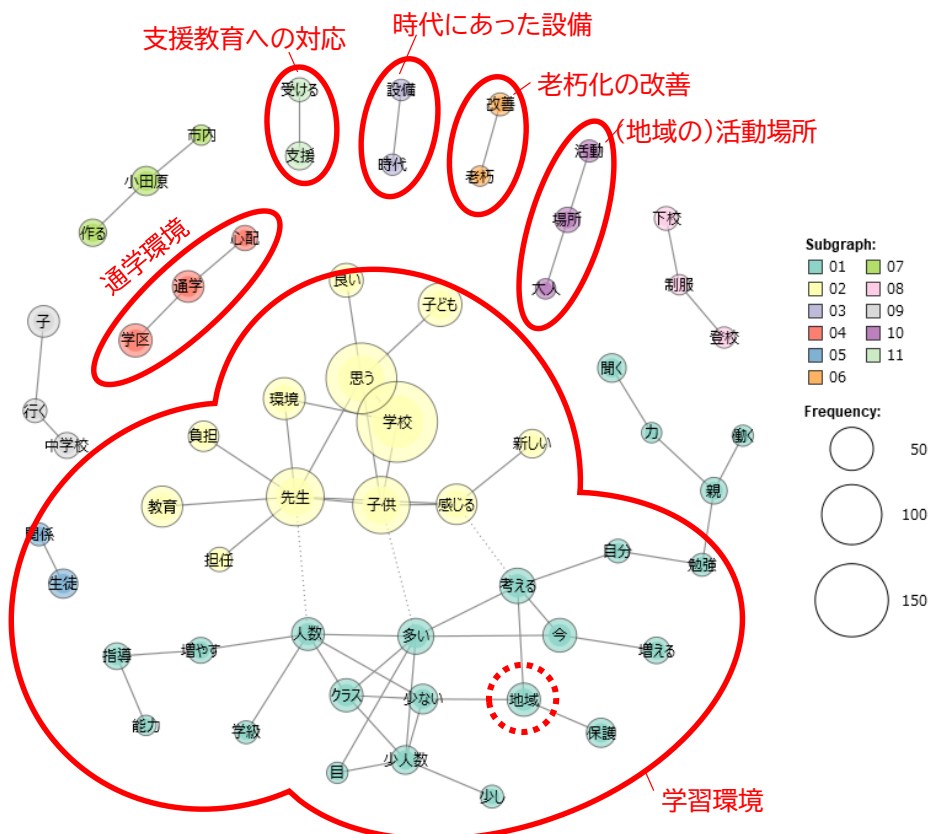 支援教育への対応
時代にあった設備
老朽化の改善
(地域の)活動場所
通学環境
学習環境
受ける
支援
設備
時代
改善
老朽
活動
場所
大人
市内
小田原
作る
心配
通学
学区
下校
制服
登校
子
行く
中学校
良い
子ども
思う
学校
環境
負担
新しい
教育
先生
子供
感じる
担任
聞く
力
働く
親
勉強
自分
考える
関係
生徒
人数
多い
今
増える
指導
増やす
能力
学級
クラス
少ない
地域
保護
目
少人数
少し
Subgraph:
01 07
02 08
03 09
04 10
05 11
06
Frequency:
50
100
150